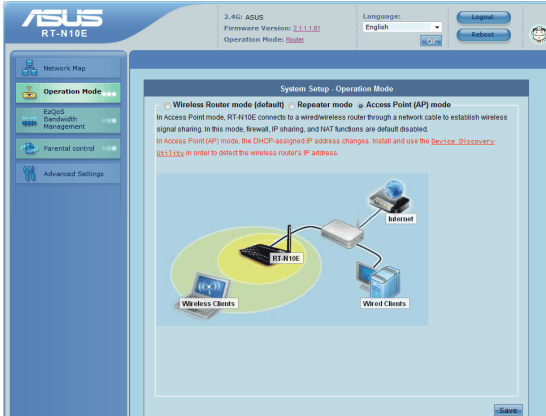 ASUS
RT-N10E
2.4G: ASUS
Firmware Version: 2.1.1.1.81
Operation Mode: Router
Language:
English
OK
Logout
Reboot
Network Map
Operation Mode
EzQoS
Bandwidth
Management
Parental control
Advanced Settings
System Setup - Operation Mode
Wireless Router mode (default) Repeater mode Access Point (AP) mode
In Access Point mode, RT-N10E connects to a wired/wireless router through a network cable to establish wireless
signal sharing. In this mode, firewall, IP sharing, and NAT functions are default disabled.
In Access Point (AP) mode, the DHCP-assigned IP address changes. Install and use the Device Discovery
Utility in order to detect the wireless router's IP address.
Internet
RT-N10E
Wireless Clients
Wired Clients
Save